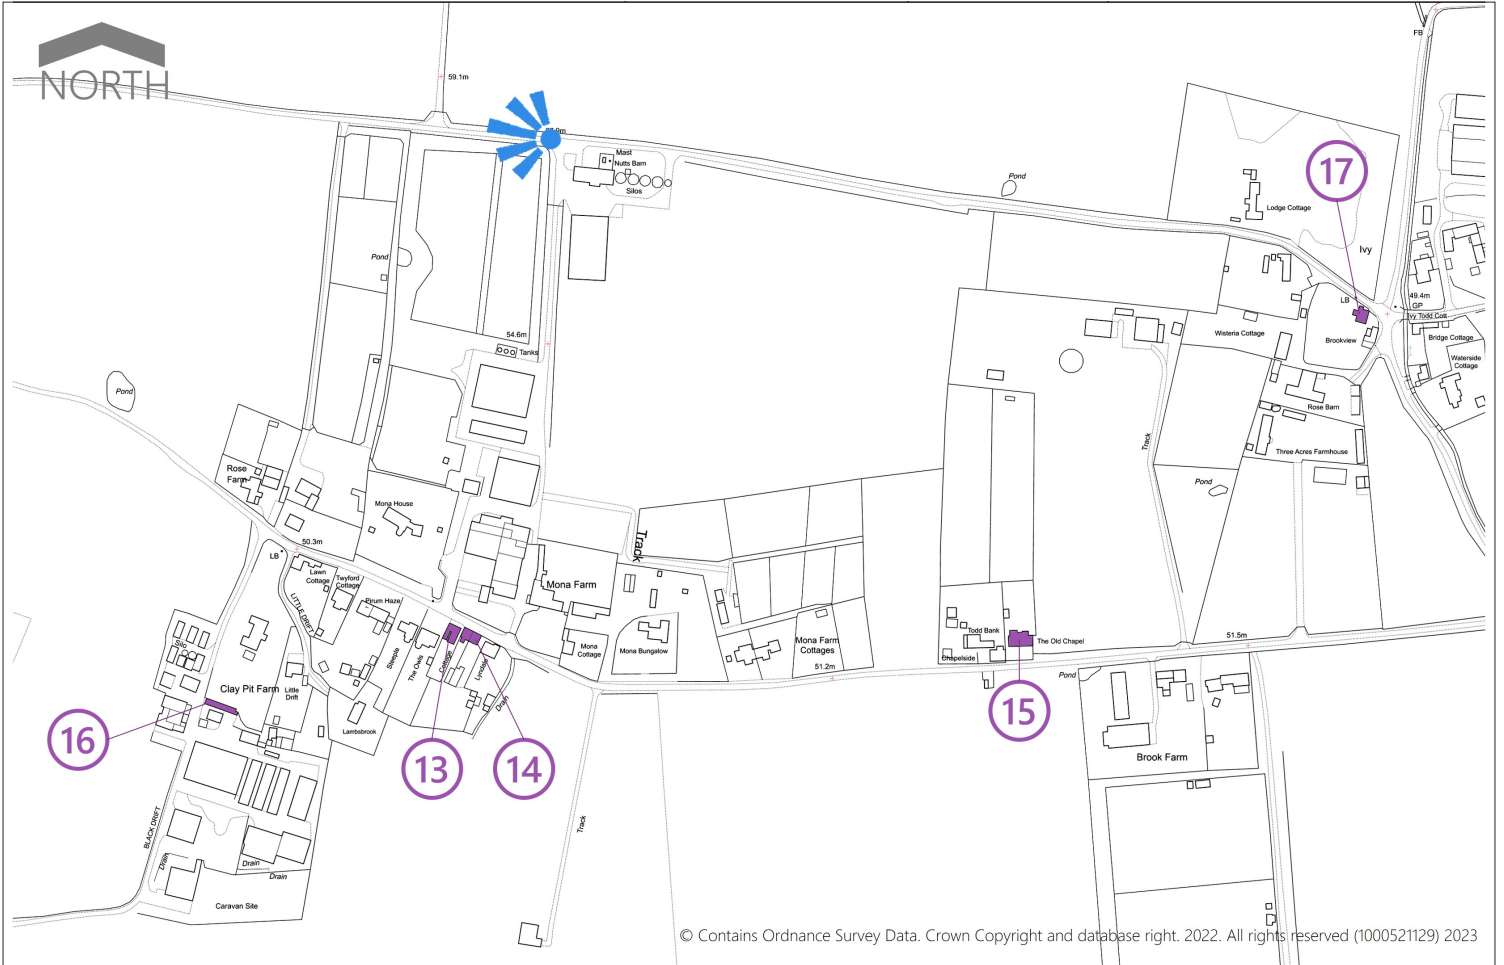 NORTH
59.1m
FB
Mast
Nutts Barn
Silos
Pond
17
Lodge Cottage
Ivy
Pond
49.4m
GP
LB
Ivy Todd Cott
54.6m
Tanks
Wisteria Cottage
Brookview
Bridge Cottage
Waterside
Cottage
Pond
Rose Barn
Track
Three Acres Farmhouse
Rose
Farm
Pond
Mona House
50.3m
Track
LB
Lawn
Cottage
Twyford
Cottage
Mona Farm
LITTLE DRIFT
Pirum Haze
Silo
Steeple
The Owls
Cottage
Lyndale
Mona
Cottage
Mona Bungalow
Mona Farm
Cottages
Todd Bank
The Old Chapel
51.5m
Chapelside
51.2m
Pond
Clay Pit Farm
Little
Drift
Drain
Lambsbrook
16
13
14
15
Brook Farm
BLACK DRIFT
Track
Drain
Drain
Drain
Caravan Site
© Contains Ordnance Survey Data. Crown Copyright and database right. 2022. All rights reserved (1000521129) 2023